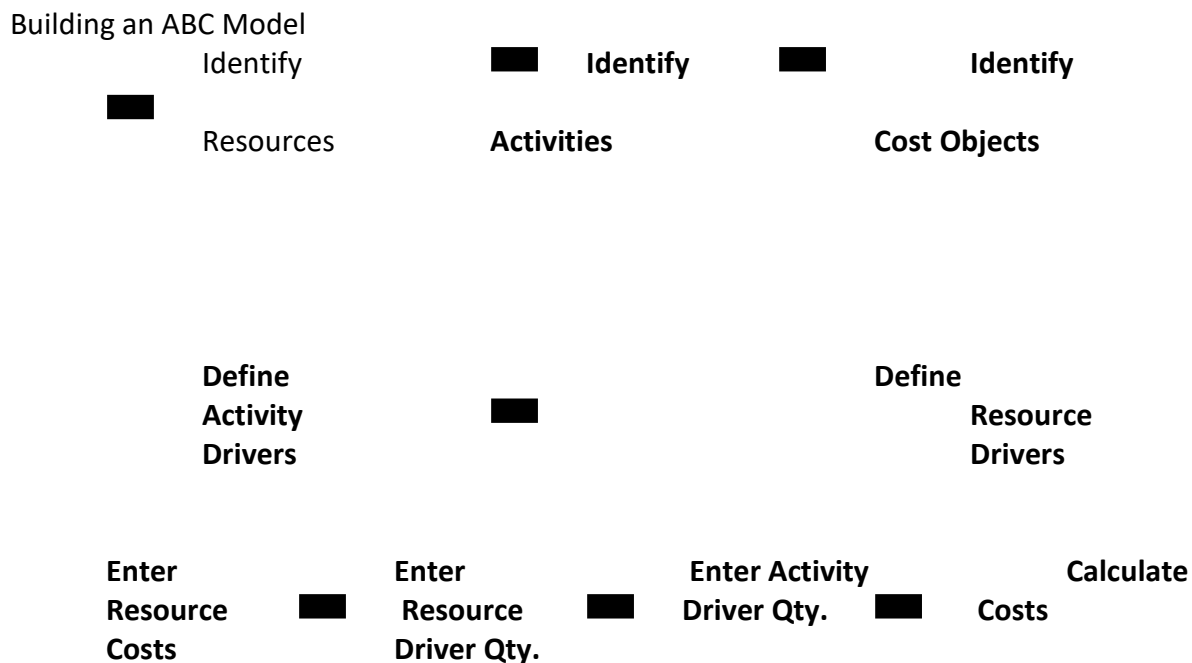 Building an ABC Model
Identify Identify Identify
Resources Activities Cost Objects
Define Define
Activity Resource
Drivers Drivers
Enter Enter Enter Activity Calculate
Resource Resource Driver Qty. Costs
Costs Driver Qty.